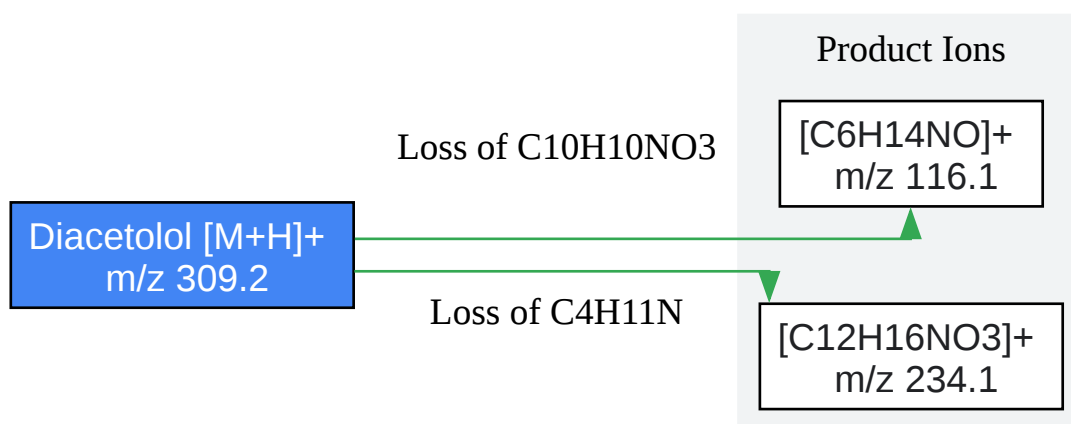 Product Ions
[C6H14NO]+
m/z 116.1
Loss of C10H10NO3
Diacetolol [M+H]+
m/z 309.2
Loss of C4H11N
[C12H16NO3]+
m/z 234.1